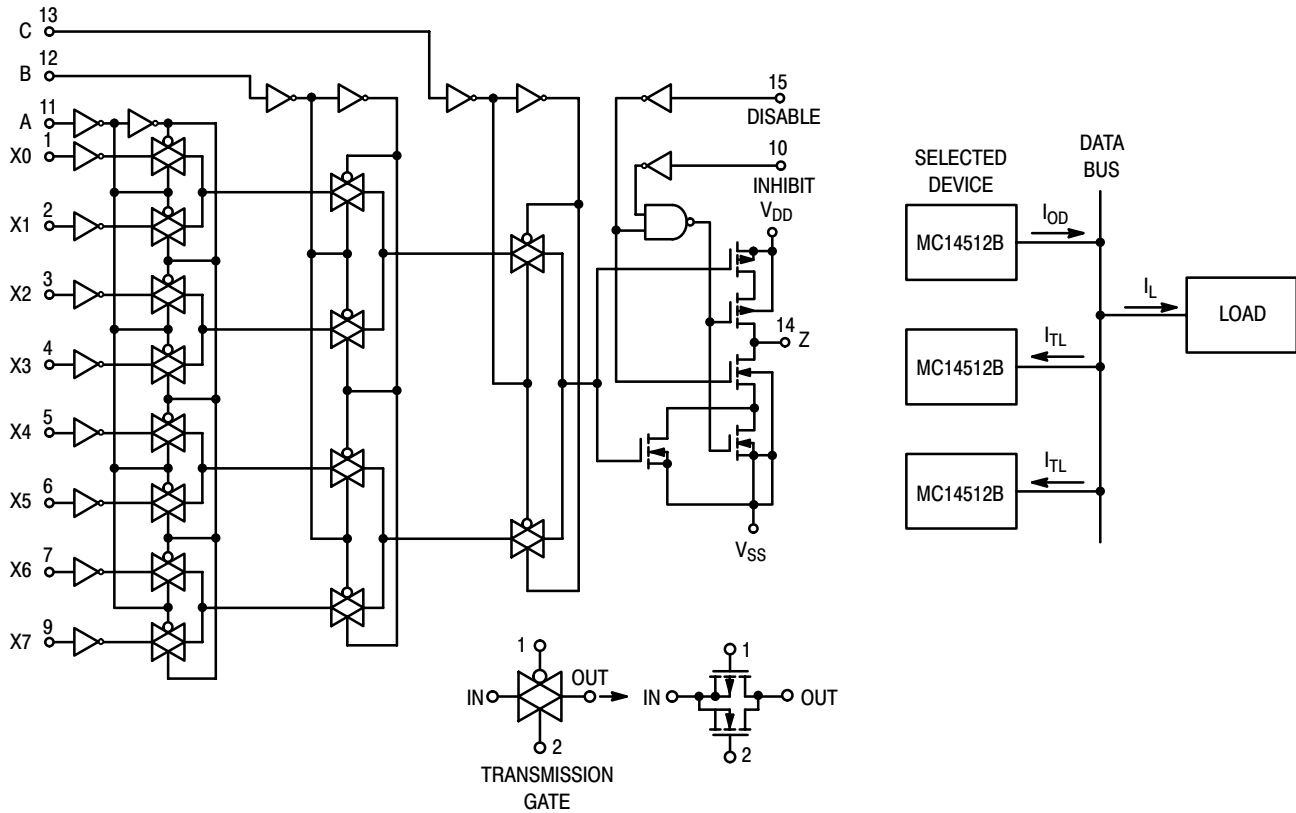 C 13
B 12
A 11
X0 1
X1 2
X2 3
X3 4
X4 5
X5 6
X6 7
X7 9
15
DISABLE
10
INHIBIT
VDD
14 Z
VSS
1
IN OUT
2
TRANSMISSION
GATE
1
IN OUT
2
SELECTED
DEVICE
DATA
BUS
MC14512B
IOD
IL
LOAD
MC14512B
ITL
MC14512B
ITL